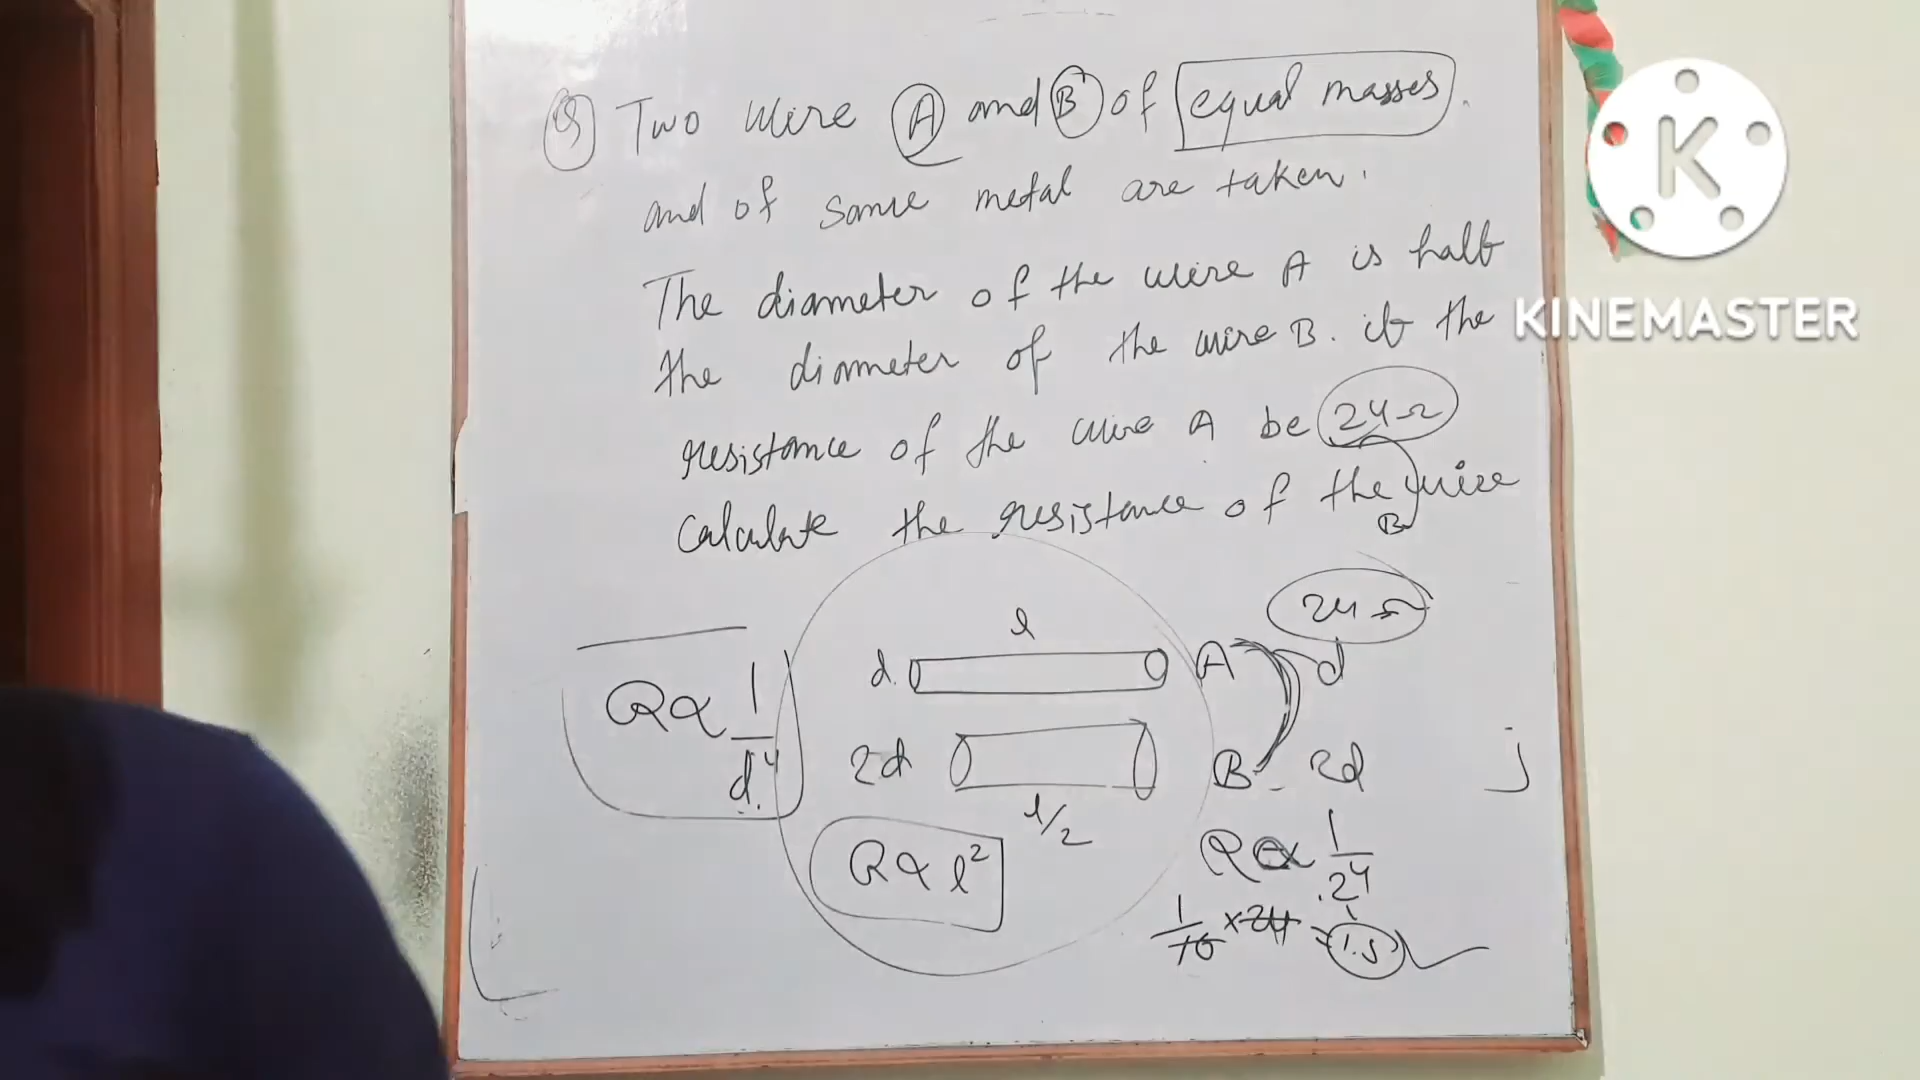 Q Two wire A and B of equal masses.
and of same metal are taken.
The diameter of the wire A is half
the diameter of the wire B. if the
resistance of the wire A be 24Ω
calculate the resistance of the wire
B
K
KINEMASTER
R ∝ 1/d⁴
l
d.
A
24Ω
d
2d
l/2
B - 2d
R ∝ l²
R ∝ 1/2⁴
1/16 × 24 = 1.5